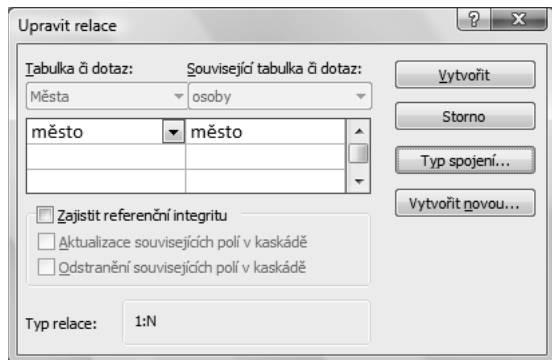 Upravit relace
Tabulka či dotaz: Související tabulka či dotaz:
Města osoby
město město
Zajistit referenční integritu
Aktualizace souvisejících polí v kaskádě
Odstranění souvisejících polí v kaskádě
Typ relace: 1:N
Vytvořit
Storno
Typ spojení...
Vytvořit novou...